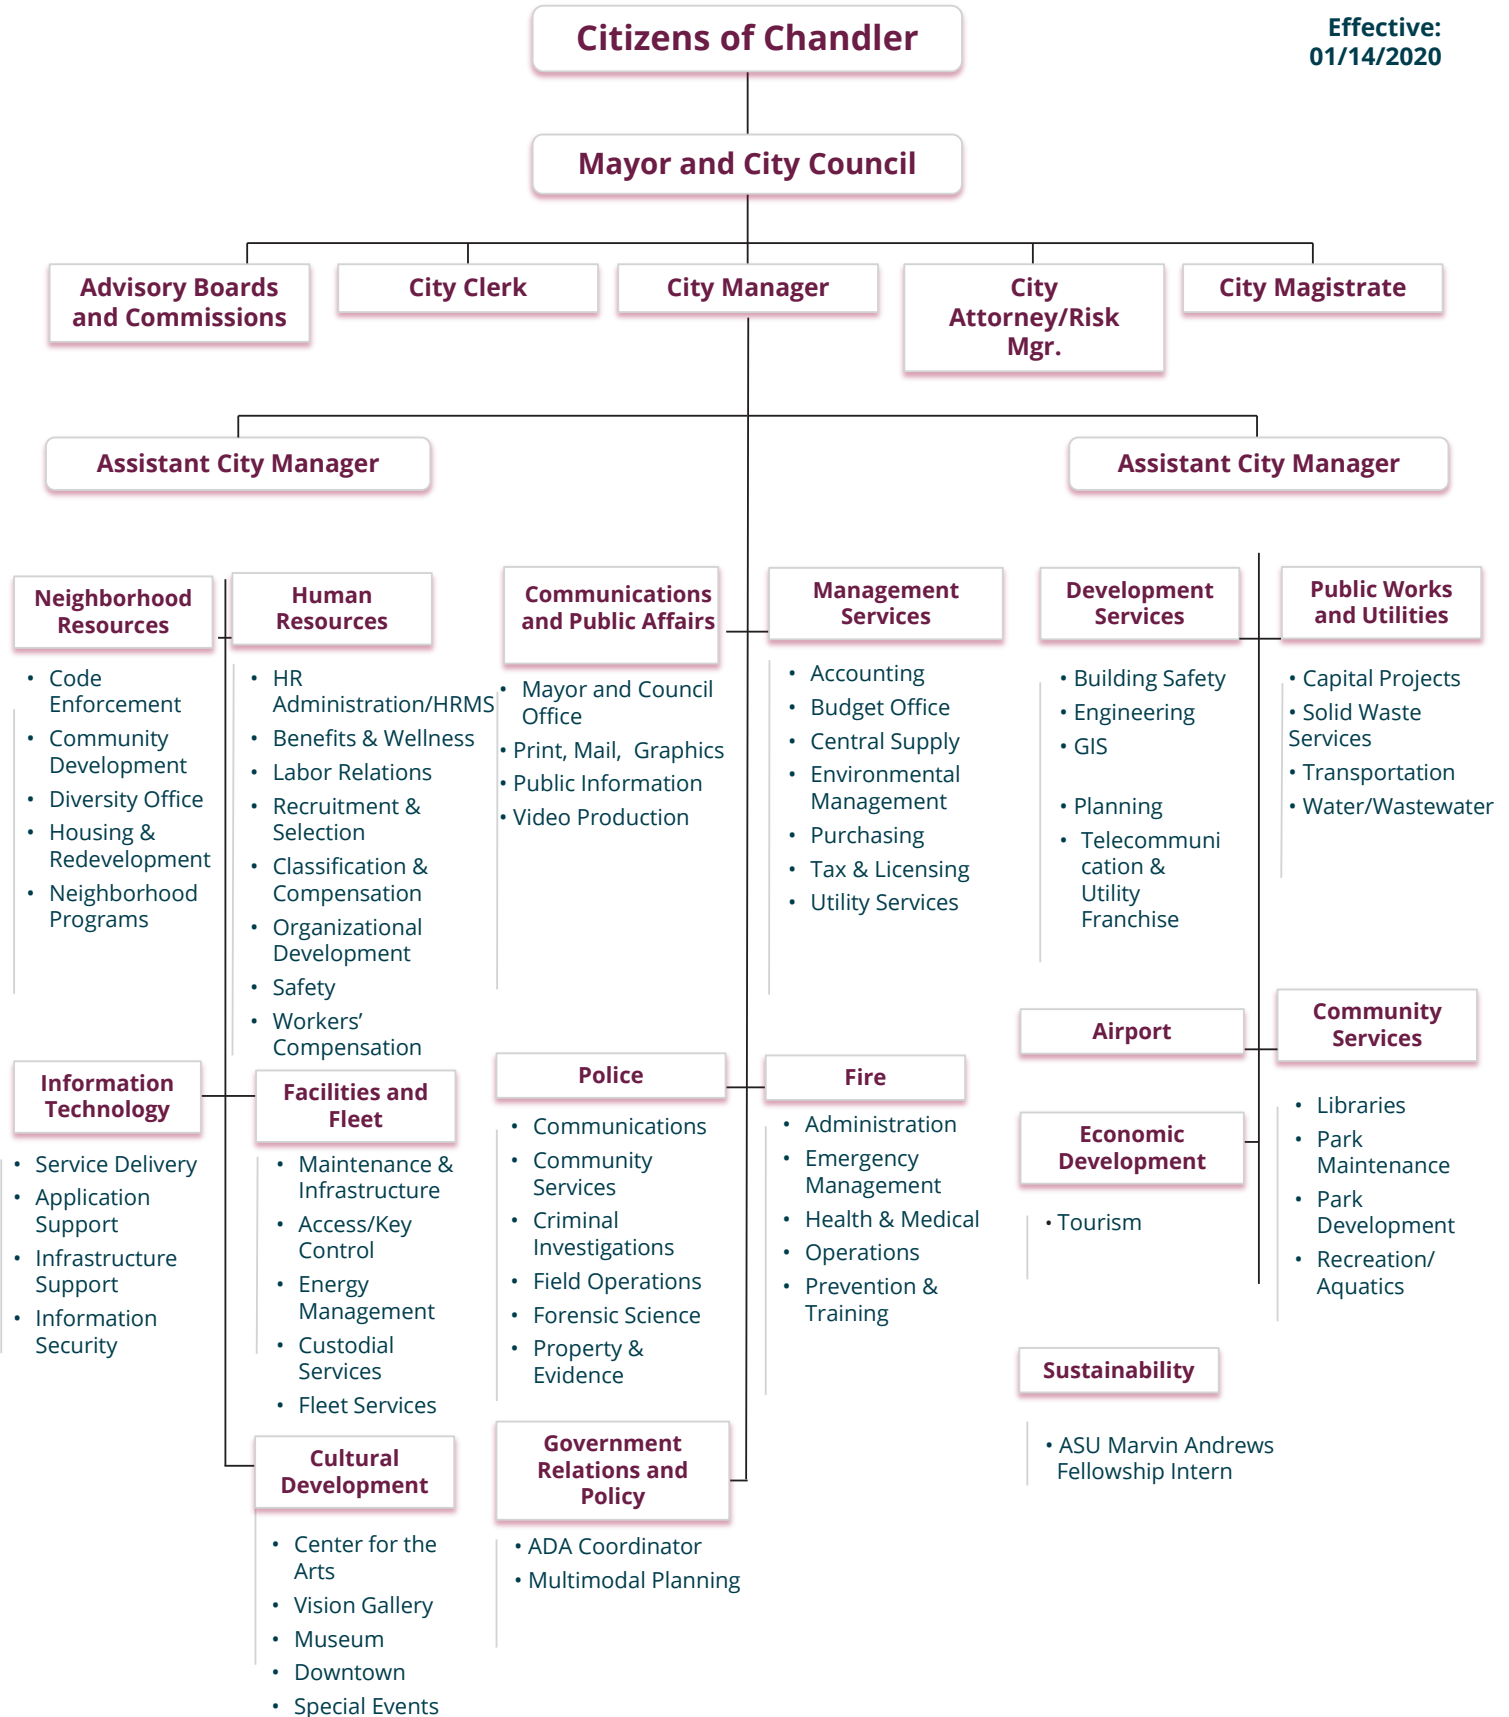 Citizens of Chandler
Effective:
01/14/2020
Mayor and City Council
Advisory Boards
and Commissions
City Clerk
City Manager
City
Attorney/Risk
Mgr.
City Magistrate
Assistant City Manager
Assistant City Manager
Neighborhood
Resources
• Code
Enforcement
• Community
Development
• Diversity Office
• Housing &
Redevelopment
• Neighborhood
Programs
Human
Resources
• HR
Administration/HRMS
• Benefits & Wellness
• Labor Relations
• Recruitment &
Selection
• Classification &
Compensation
• Organizational
Development
• Safety
• Workers’
Compensation
Communications
and Public Affairs
• Mayor and Council
Office
• Print, Mail, Graphics
• Public Information
• Video Production
Management
Services
• Accounting
• Budget Office
• Central Supply
• Environmental
Management
• Purchasing
• Tax & Licensing
• Utility Services
Development
Services
• Building Safety
• Engineering
• GIS
• Planning
• Telecommuni
cation &
Utility
Franchise
Public Works
and Utilities
• Capital Projects
• Solid Waste
Services
• Transportation
• Water/Wastewater
Information
Technology
• Service Delivery
• Application
Support
• Infrastructure
Support
• Information
Security
Facilities and
Fleet
• Maintenance &
Infrastructure
• Access/Key
Control
• Energy
Management
• Custodial
Services
• Fleet Services
Police
• Communications
• Community
Services
• Criminal
Investigations
• Field Operations
• Forensic Science
• Property &
Evidence
Fire
• Administration
• Emergency
Management
• Health & Medical
• Operations
• Prevention &
Training
Airport
Community
Services
• Libraries
• Park
Maintenance
• Park
Development
• Recreation/
Aquatics
Economic
Development
• Tourism
Sustainability
• ASU Marvin Andrews
Fellowship Intern
Cultural
Development
• Center for the
Arts
• Vision Gallery
• Museum
• Downtown
• Special Events
Government
Relations and
Policy
• ADA Coordinator
• Multimodal Planning